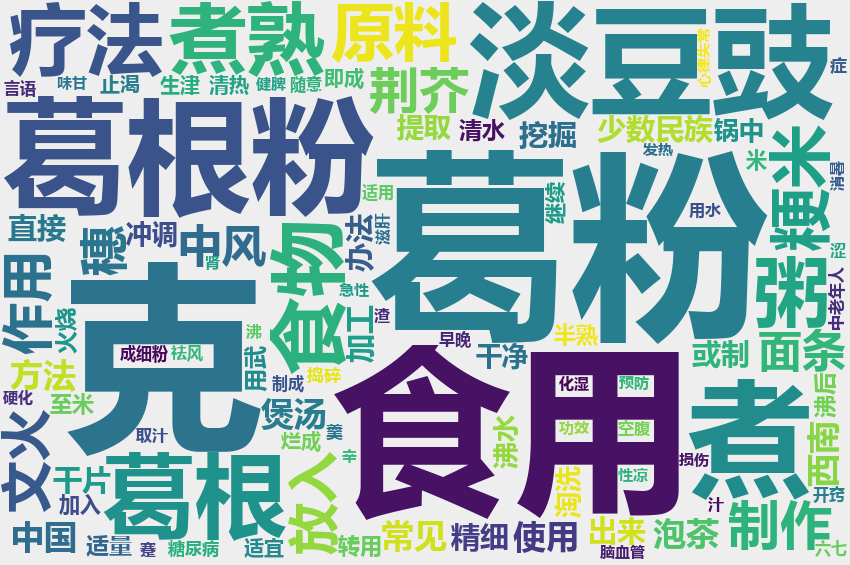 疗法
煮熟
原料
淡豆豉
心律失常
症
言语
味甘
止渴
生津
清热
健脾
随意
即成
荆芥
提取
清水
挖掘
少数民族
锅中
葛根粉
葛粉
发热
米
粳米
消暑
适用
继续
用水
直接
冲调
中风
穗
肾
办法
滋肝
食物
涩
中老年人
粥
作用
克
急性
渣
加工
火烧
沸
早晚
半熟
干净
或制
面条
成细粉
祛风
用武
制成
捣碎
食用
化湿
预防
煮
沸后
方法
硬化
至米
煲汤
取汁
羹
烂成
沸水
功效
空腹
文火
辛
西南
干片
葛根
放入
淘洗
性凉
损伤
开窍
加入
汁
制作
中国
适量
蹇
糖尿病
适宜
转用
常见
精细
使用
出来
脑血管
泡茶
六七